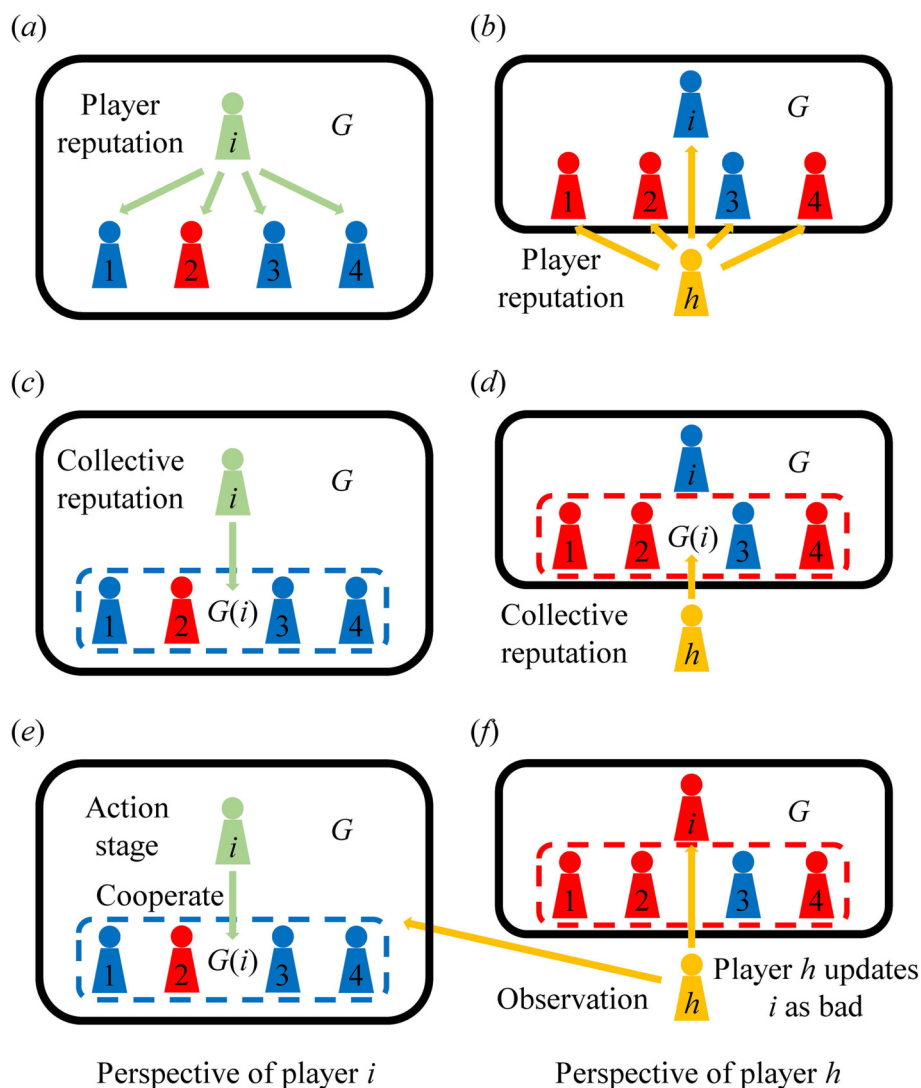 (a)
Player
reputation
i
G
1 2 3 4
(b)
i
G
1 2 3 4
Player
reputation
h
(c)
Collective
reputation
i
G
1 2 G(i) 3 4
(d)
i
G
1 2 G(i) 3 4
Collective
reputation
h
(e)
Action
stage
i
G
Cooperate
1 2 G(i) 3 4
(f)
i
G
1 2 3 4
Observation
h
Player h updates
i as bad
Perspective of player i
Perspective of player h